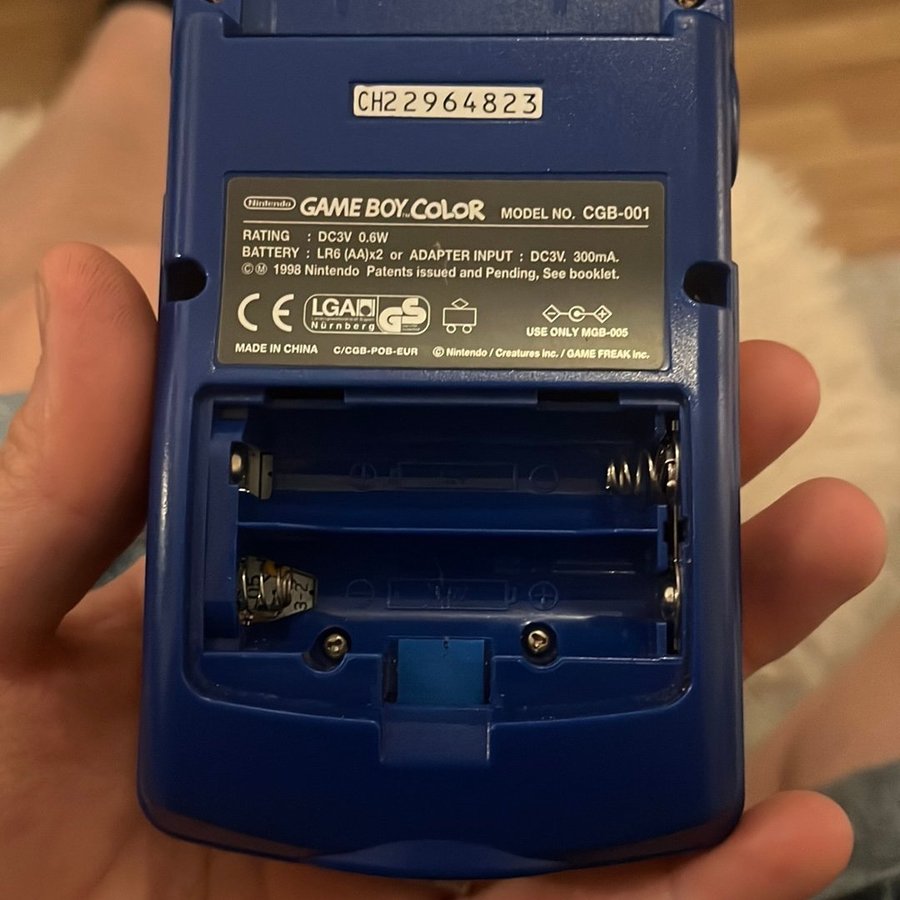 CH22964823
Nintendo GAME BOY COLOR MODEL NO. CGB-001
RATING : DC3V 0.6W
BATTERY : LR6 (AA)x2 or ADAPTER INPUT : DC3V, 300mA.
©Ⓜ 1998 Nintendo Patents issued and Pending, See booklet.
CE LGA GS
Nürnberg
USE ONLY MGB-005
MADE IN CHINA C/CGB-POB-EUR © Nintendo / Creatures inc. / GAME FREAK inc.
3-2